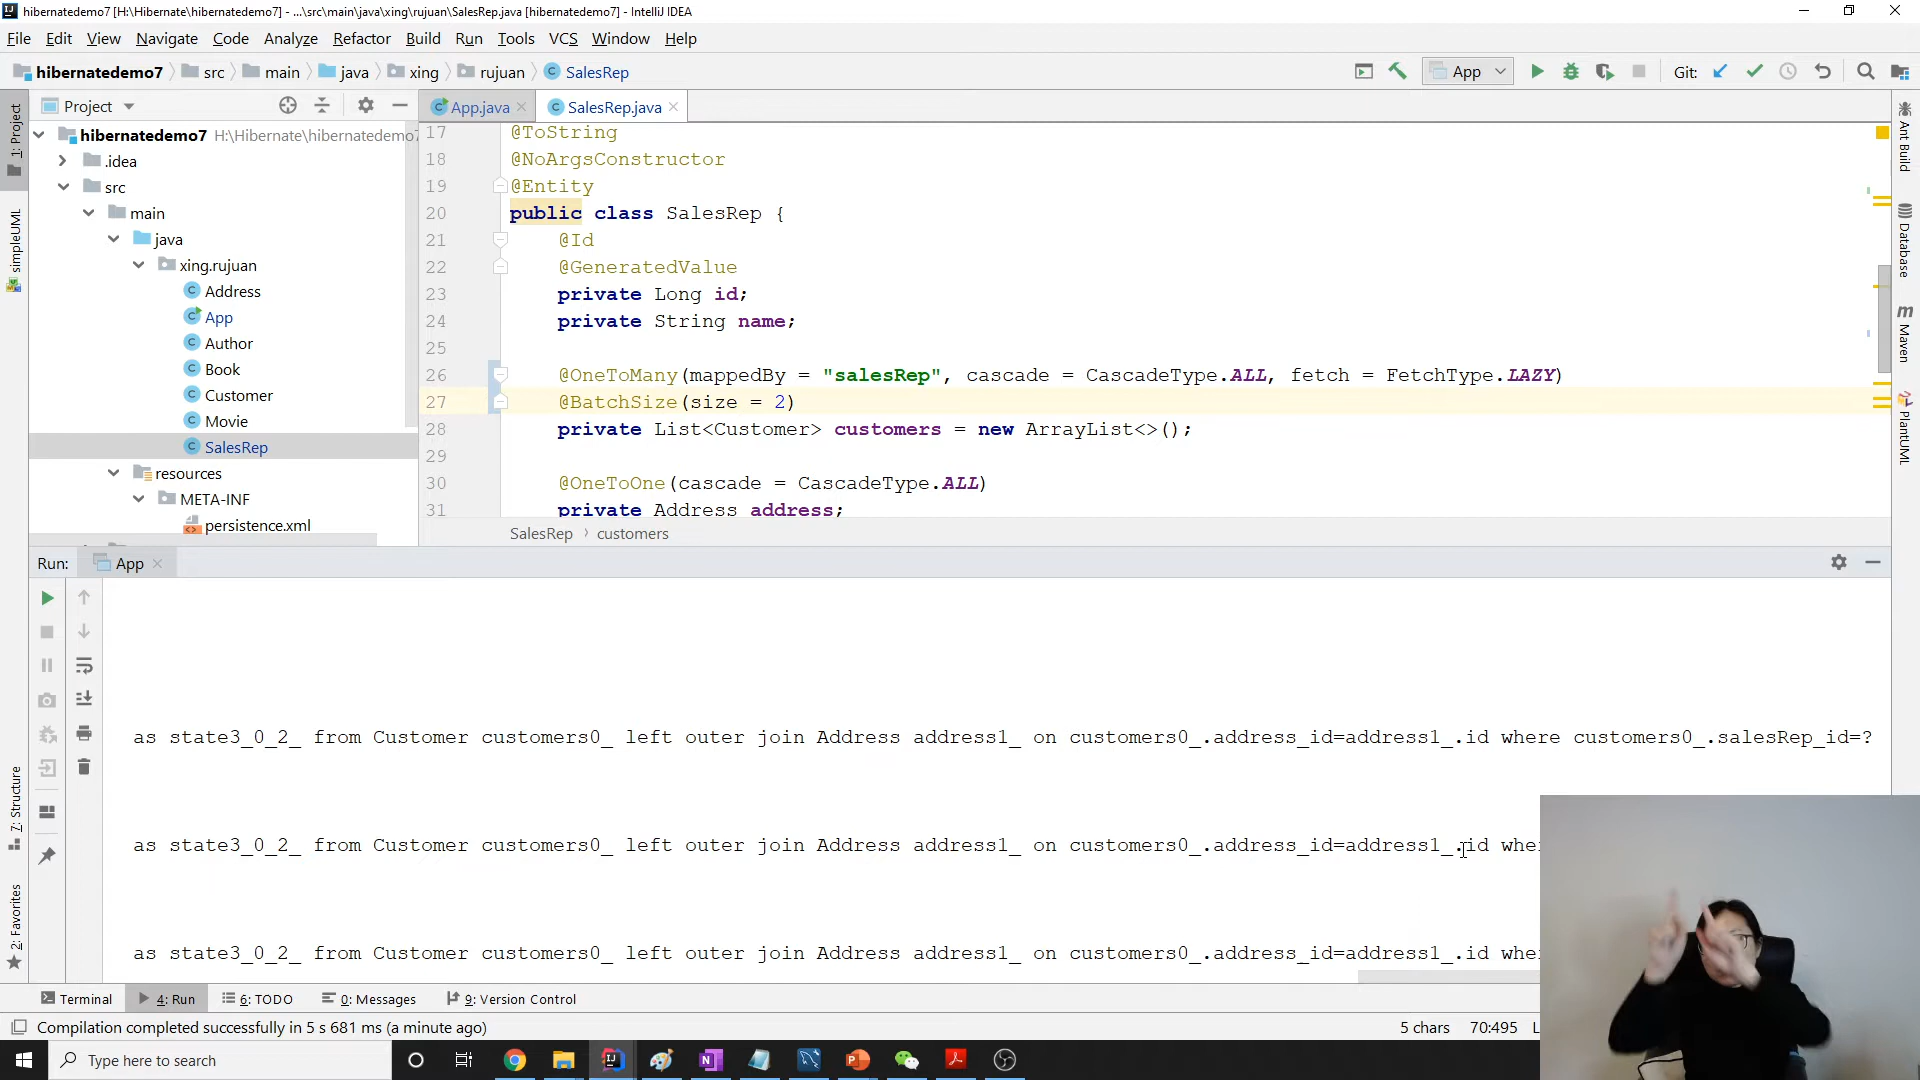 hibernatedemo7 [H:\Hibernate\hibernatedemo7] - ...\src\main\java\xing\rujuan\SalesRep.java [hibernatedemo7] - IntelliJ IDEA
File Edit View Navigate Code Analyze Refactor Build Run Tools VCS Window Help
hibernatedemo7 src main java xing rujuan SalesRep App Git:
Project
App.java SalesRep.java
1: Project
simpleUML
7: Structure
2: Favorites
hibernatedemo7 H:\Hibernate\hibernatedemo7
.idea
src
main
java
xing.rujuan
Address
App
Author
Book
Customer
Movie
SalesRep
resources
META-INF
persistence.xml
17 @ToString
18 @NoArgsConstructor
19 @Entity
20 public class SalesRep {
21 @Id
22 @GeneratedValue
23 private Long id;
24 private String name;
25
26 @OneToMany(mappedBy = "salesRep", cascade = CascadeType.ALL, fetch = FetchType.LAZY)
27 @BatchSize(size = 2)
28 private List<Customer> customers = new ArrayList<>();
29
30 @OneToOne(cascade = CascadeType.ALL)
31 private Address address;
SalesRep › customers
Ant Build
Database
Maven
PlantUML
Run: App
as state3_0_2_ from Customer customers0_ left outer join Address address1_ on customers0_.address_id=address1_.id where customers0_.salesRep_id=?
as state3_0_2_ from Customer customers0_ left outer join Address address1_ on customers0_.address_id=address1_.id wher
as state3_0_2_ from Customer customers0_ left outer join Address address1_ on customers0_.address_id=address1_.id wher
Terminal 4: Run 6: TODO 0: Messages 9: Version Control
Compilation completed successfully in 5 s 681 ms (a minute ago) 5 chars 70:495
Type here to search